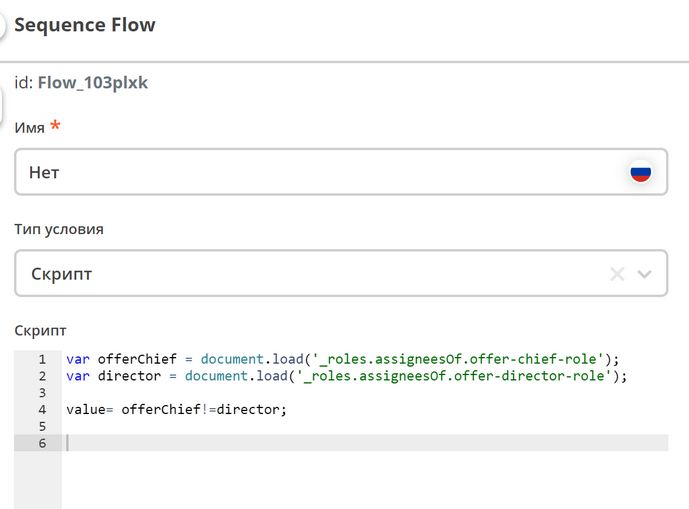 Sequence Flow
id: Flow_103plxk
Имя *
Нет
Тип условия
Скрипт
Скрипт
1 var offerChief = document.load('_roles.assigneesOf.offer-chief-role');
2 var director = document.load('_roles.assigneesOf.offer-director-role');
3
4 value= offerChief!=director;
5
6